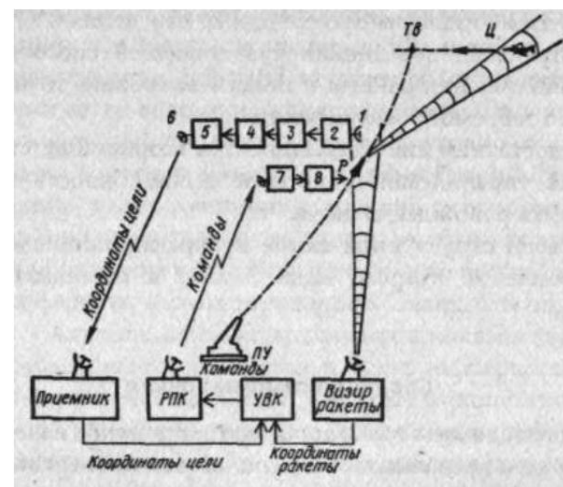 Тв
Ц
6
5
4
3
2
1
7
8
Р
Координаты цели
Команды
ПУ
Команды
Приемник
РПК
УВК
Визир
ракеты
Координаты цели
Координаты
ракеты